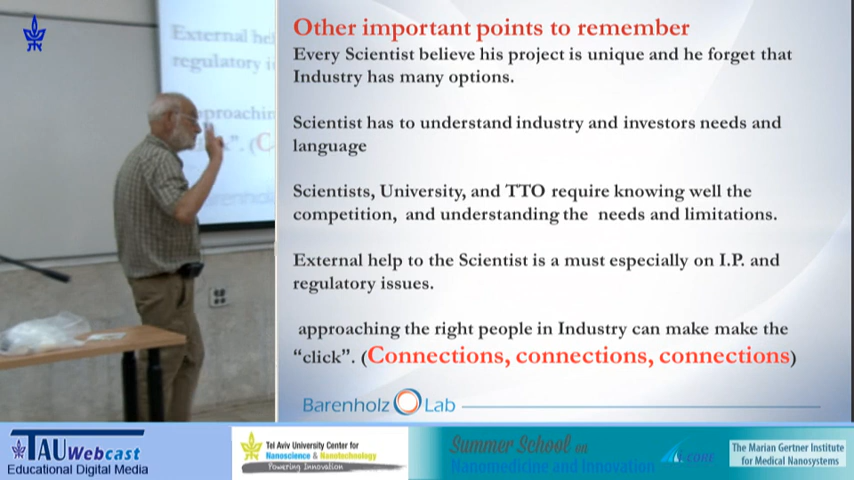 External
regulatory
Other important points to remember
Every Scientist believe his project is unique and he forget that
Industry has many options.
Scientist has to understand industry and investors needs and
language
Scientists, University, and TTO require knowing well the
competition, and understanding the needs and limitations.
External help to the Scientist is a must especially on I.P. and
regulatory issues.
approaching the right people in Industry can make make the
“click”. (Connections, connections, connections)
Barenholz Lab
TAU Webcast
Educational Digital Media
Tel Aviv University Center for
Nanoscience & Nanotechnology
Powering Innovation
Summer School on
Nanomedicine and Innovation
The Marian Gertner Institute
for Medical Nanosystems